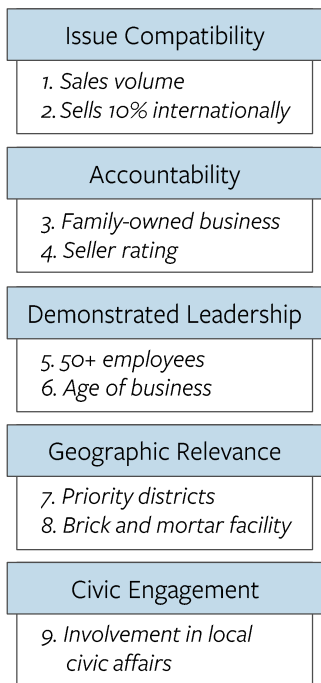 Issue Compatibility
1. Sales volume
2. Sells 10% internationally
Accountability
3. Family-owned business
4. Seller rating
Demonstrated Leadership
5. 50+ employees
6. Age of business
Geographic Relevance
7. Priority districts
8. Brick and mortar facility
Civic Engagement
9. Involvement in local
civic affairs